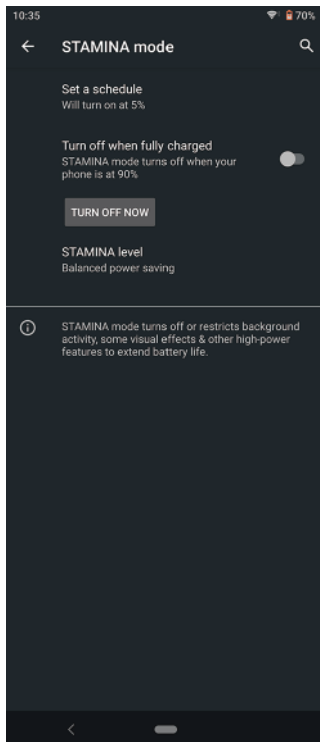 10:35
70%
STAMINA mode
Set a schedule
Will turn on at 5%
Turn off when fully charged
STAMINA mode turns off when your
phone is at 90%
TURN OFF NOW
STAMINA level
Balanced power saving
STAMINA mode turns off or restricts background
activity, some visual effects & other high-power
features to extend battery life.